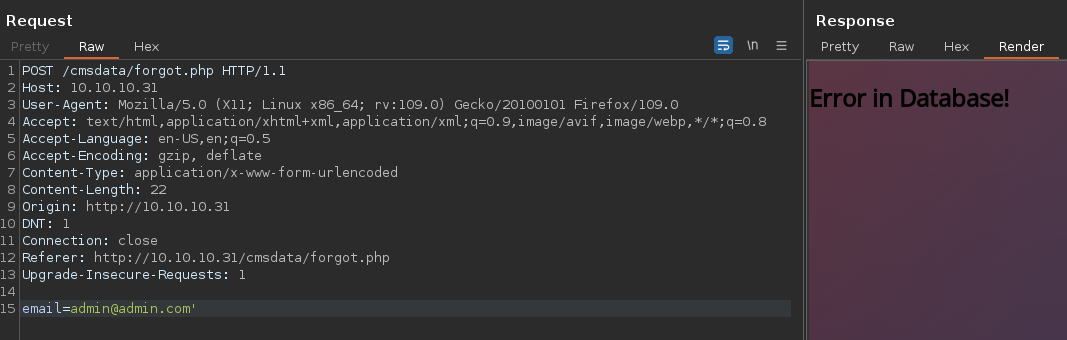 Request
Pretty Raw Hex
\n
1 POST /cmsdata/forgot.php HTTP/1.1
2 Host: 10.10.10.31
3 User-Agent: Mozilla/5.0 (X11; Linux x86_64; rv:109.0) Gecko/20100101 Firefox/109.0
4 Accept: text/html,application/xhtml+xml,application/xml;q=0.9,image/avif,image/webp,*/*;q=0.8
5 Accept-Language: en-US,en;q=0.5
6 Accept-Encoding: gzip, deflate
7 Content-Type: application/x-www-form-urlencoded
8 Content-Length: 22
9 Origin: http://10.10.10.31
10 DNT: 1
11 Connection: close
12 Referer: http://10.10.10.31/cmsdata/forgot.php
13 Upgrade-Insecure-Requests: 1
14
15 email=admin@admin.com'
Response
Pretty Raw Hex Render
Error in Database!